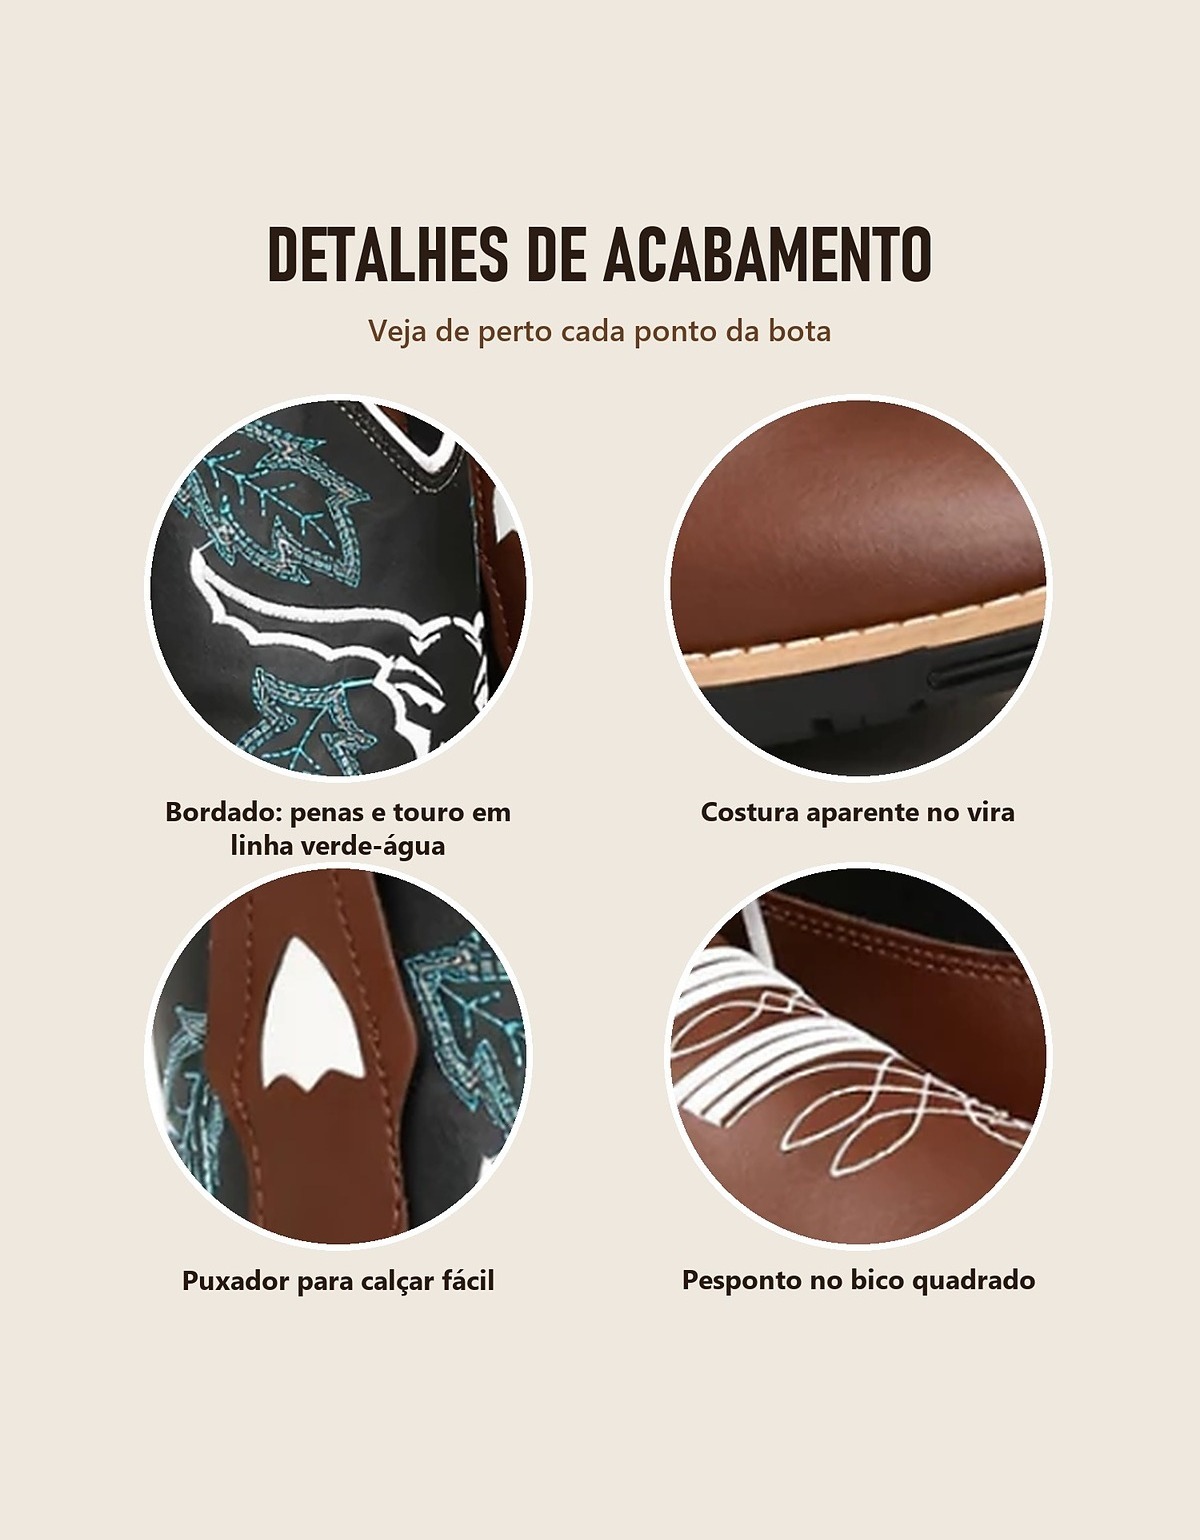 DETALHES DE ACABAMENTO
Veja de perto cada ponto da bota
Bordado: penas e touro em
linha verde-água
Costura aparente no vira
Puxador para calçar fácil
Pesponto no bico quadrado